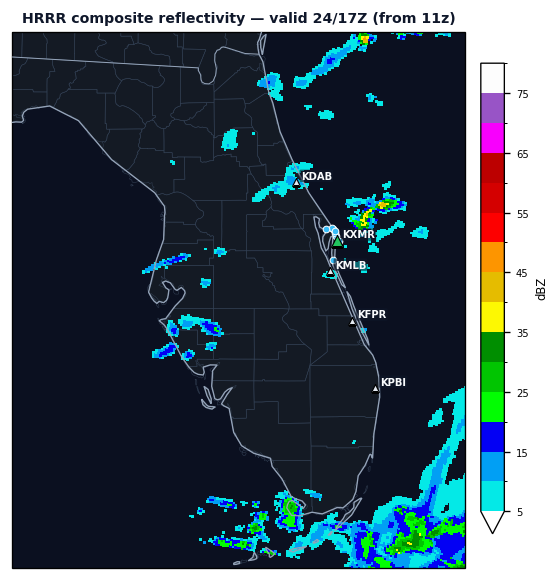 HRRR composite reflectivity — valid 24/17Z (from 11z)
KDAB
KXMR
KMLB
KFPR
KPBI
75
65
55
45
35
25
15
5
dBZ